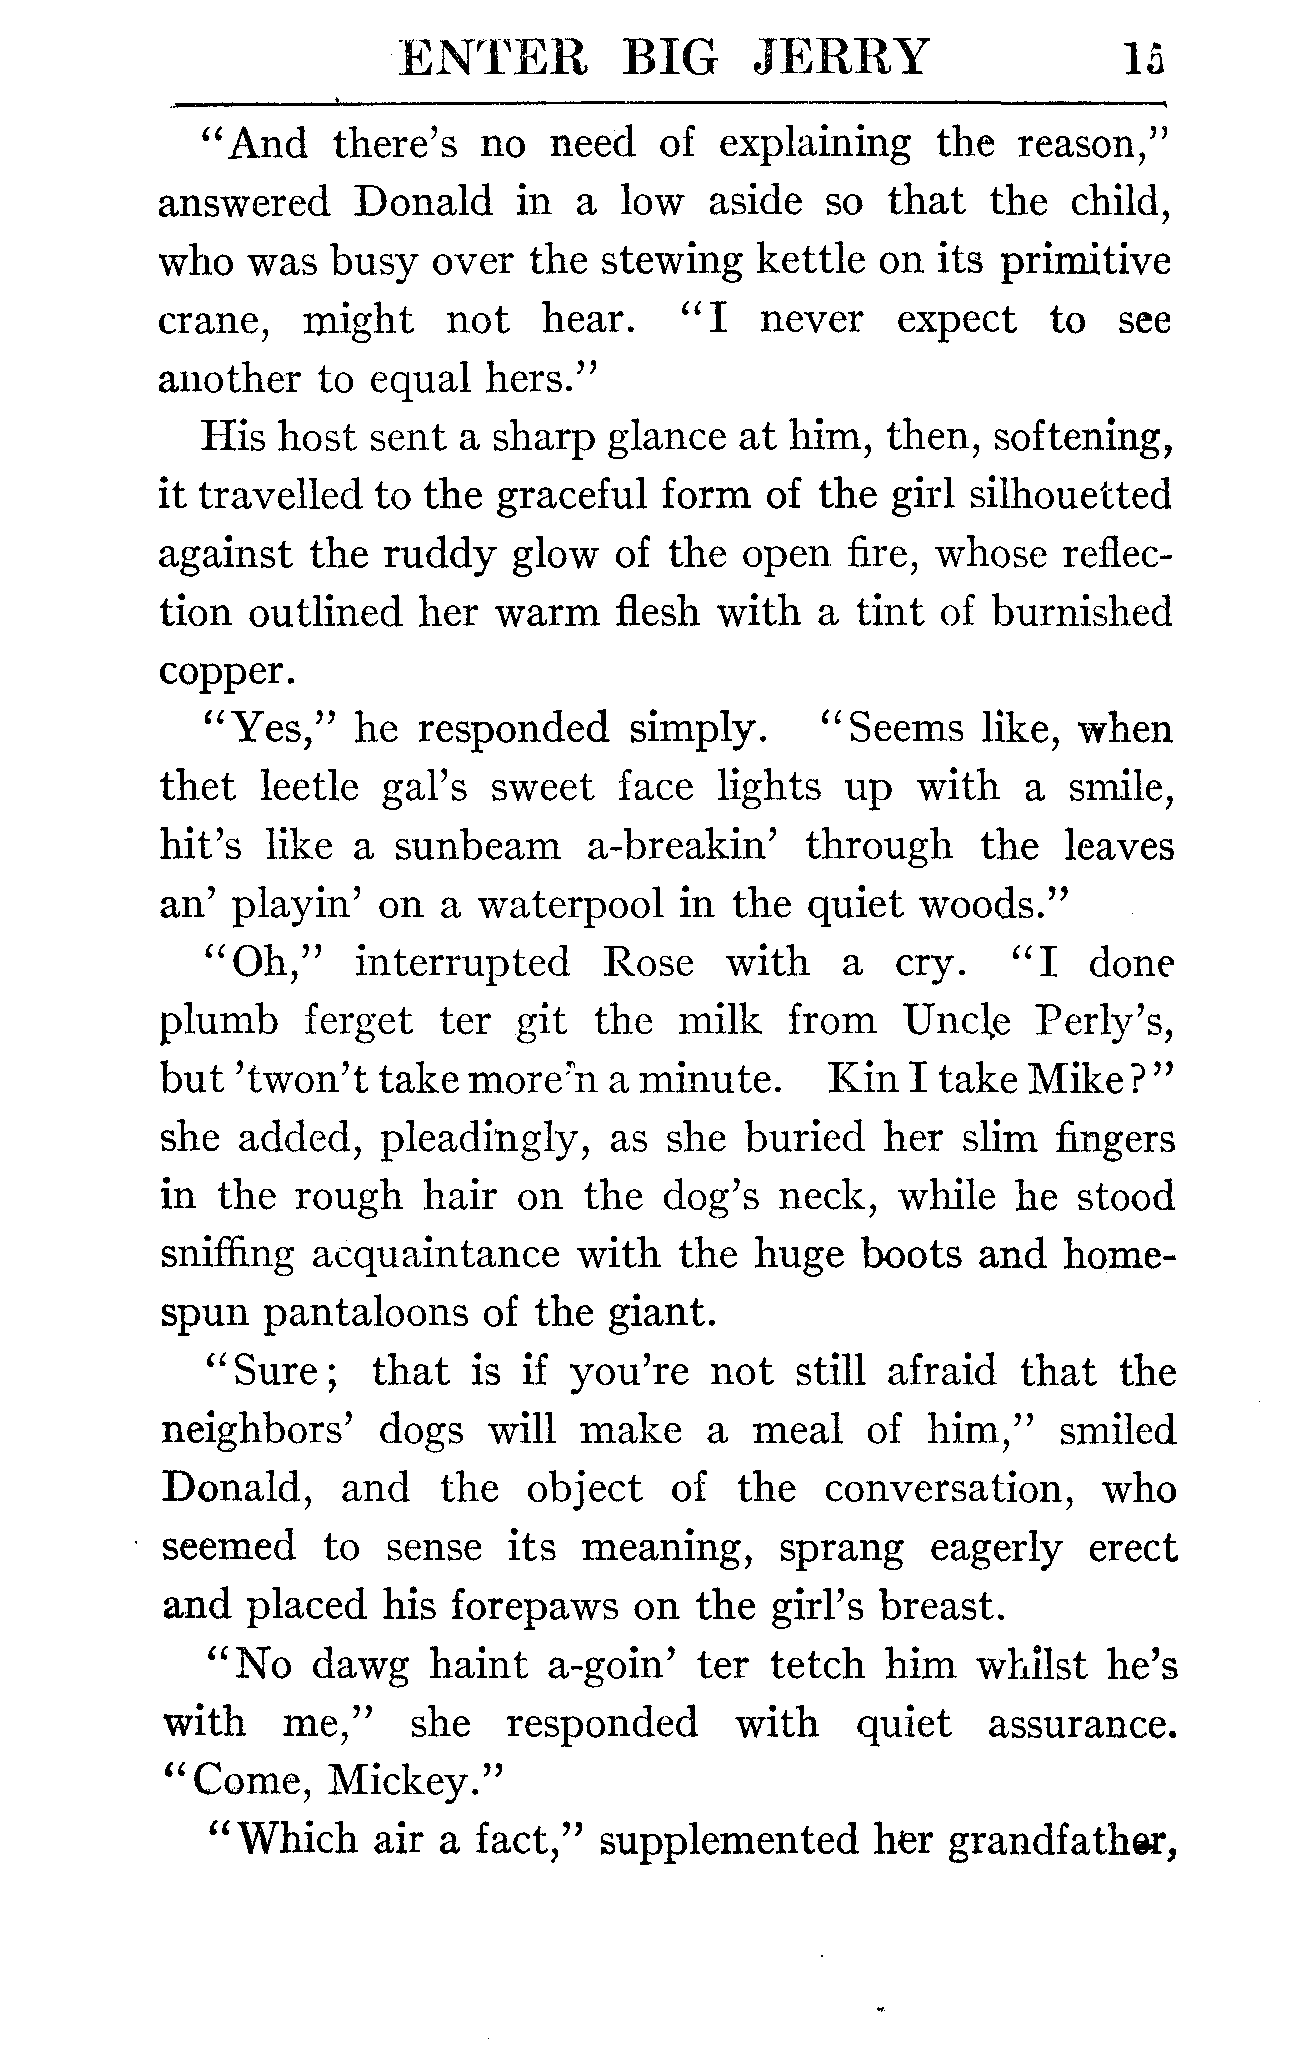 ENTER BIG JERRY 15
“And there’s no need of explaining the reason,”
answered Donald in a low aside so that the child,
who was busy over the stewing kettle on its primitive
crane, might not hear. “I never expect to see
another to equal hers.”
His host sent a sharp glance at him, then, softening,
it travelled to the graceful form of the girl silhouetted
against the ruddy glow of the open fire, whose reflec-
tion outlined her warm flesh with a tint of burnished
copper.
“Yes,” he responded simply. “Seems like, when
thet leetle gal’s sweet face lights up with a smile,
hit’s like a sunbeam a-breakin’ through the leaves
an’ playin’ on a waterpool in the quiet woods.”
“Oh,” interrupted Rose with a cry. “I done
plumb ferget ter git the milk from Uncle Perly’s,
but ’twon’t take more’n a minute. Kin I take Mike?”
she added, pleadingly, as she buried her slim fingers
in the rough hair on the dog’s neck, while he stood
sniffing acquaintance with the huge boots and home-
spun pantaloons of the giant.
“Sure; that is if you’re not still afraid that the
neighbors’ dogs will make a meal of him,” smiled
Donald, and the object of the conversation, who
seemed to sense its meaning, sprang eagerly erect
and placed his forepaws on the girl’s breast.
“No dawg haint a-goin’ ter tetch him whilst he’s
with me,” she responded with quiet assurance.
“Come, Mickey.”
“Which air a fact,” supplemented her grandfather,